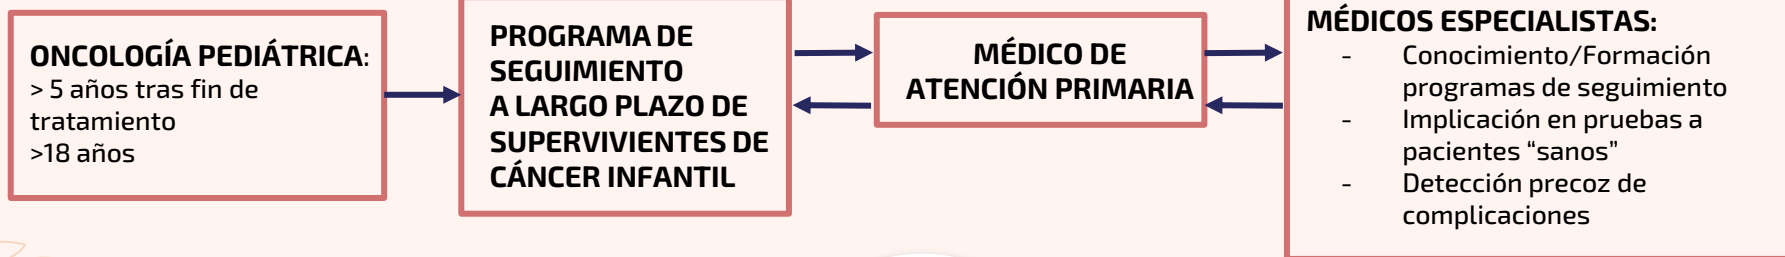 ONCOLOGÍA PEDIÁTRICA:
> 5 años tras fin de
tratamiento
>18 años
PROGRAMA DE
SEGUIMIENTO
A LARGO PLAZO DE
SUPERVIVIENTES DE
CÁNCER INFANTIL
MÉDICO DE
ATENCIÓN PRIMARIA
MÉDICOS ESPECIALISTAS:
- Conocimiento/Formación
programas de seguimiento
- Implicación en pruebas a
pacientes “sanos”
- Detección precoz de
complicaciones